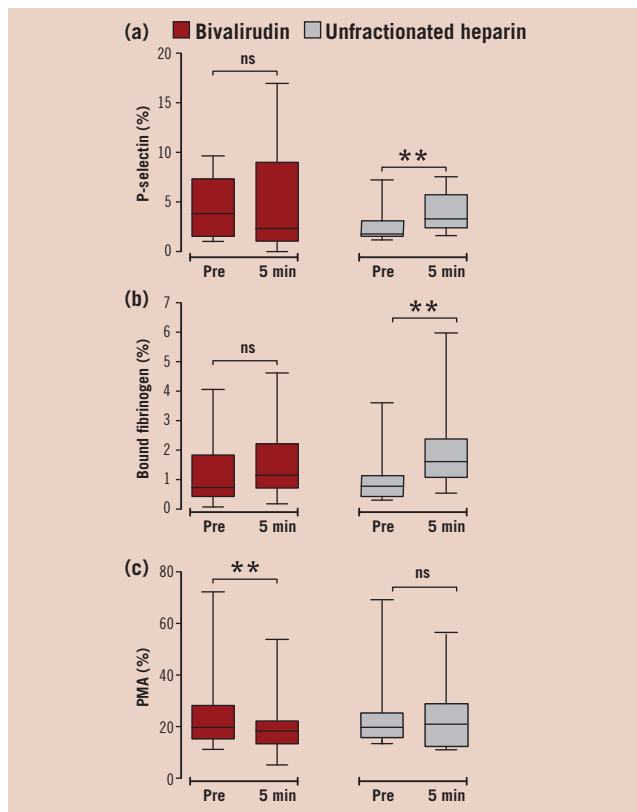 (a) Bivalirudin Unfractionated heparin
P-selectin (%)
20
15
10
5
0
ns
**
Pre 5 min Pre 5 min
(b)
Bound fibrinogen (%)
7
6
5
4
3
2
1
0
ns
**
Pre 5 min Pre 5 min
(c)
PMA (%)
80
60
40
20
0
**
ns
Pre 5 min Pre 5 min